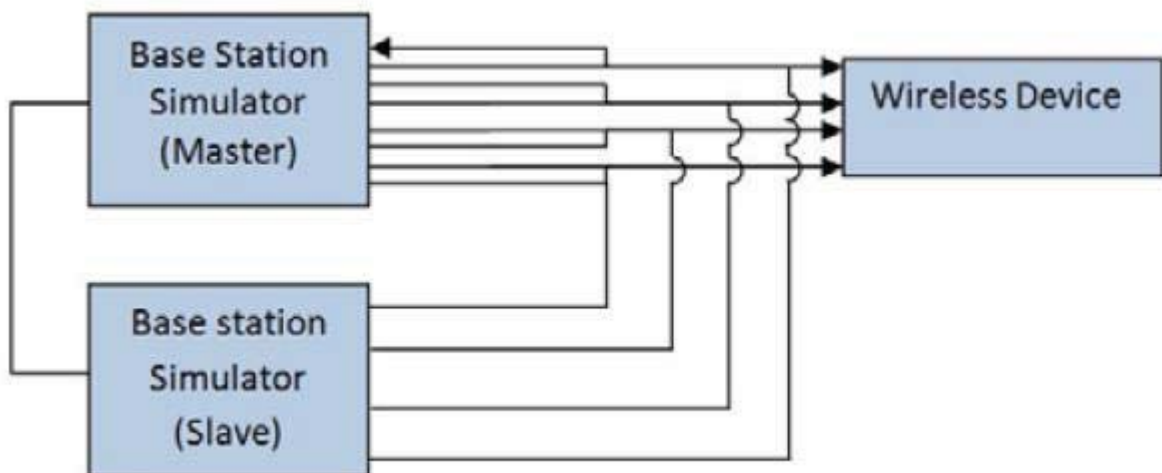 Base Station
Simulator
(Master)
Wireless Device
Base station
Simulator
(Slave)